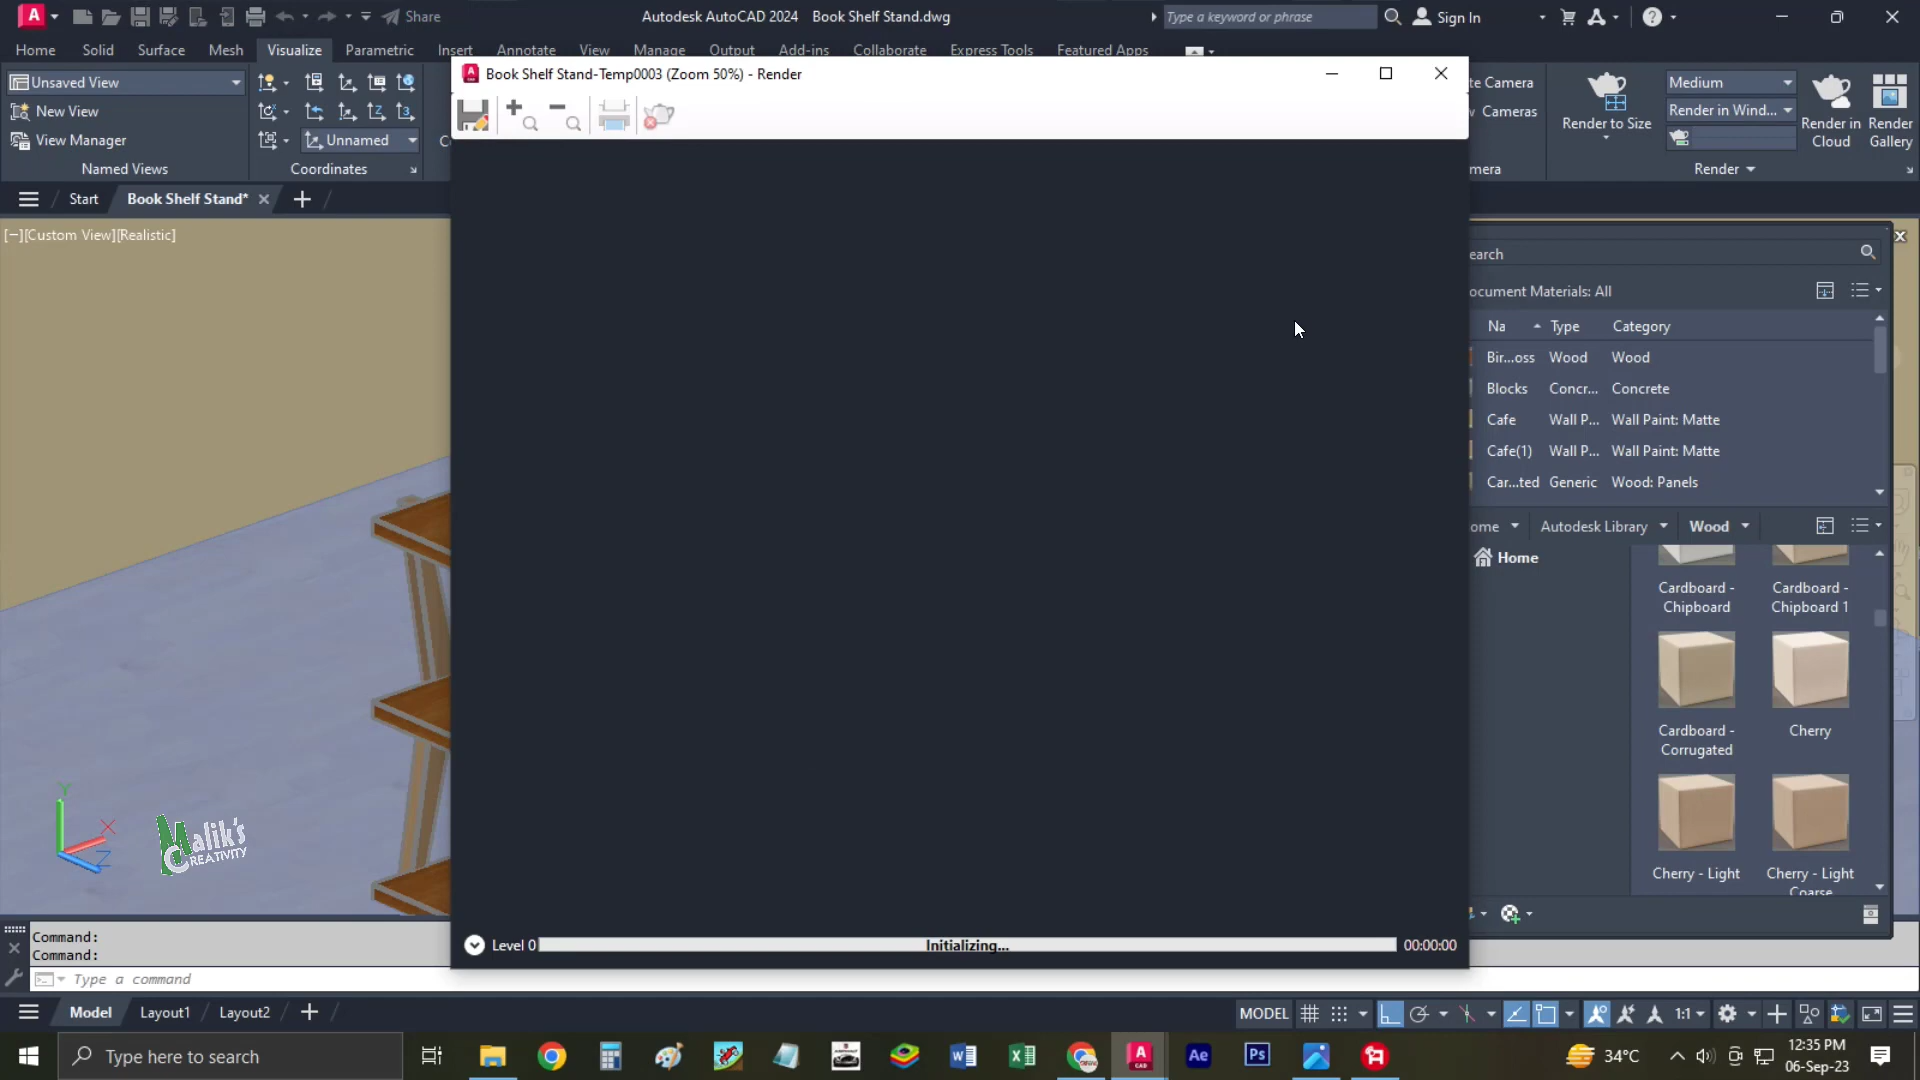 Share
Autodesk AutoCAD 2024 Book Shelf Stand.dwg
Type a keyword or phrase
Sign In
Home Solid Surface Mesh Visualize Parametric Insert Annotate View Manage Output Add-ins Collaborate Express Tools Featured Apps
Unsaved View
New View
View Manager
Named Views
Unnamed
Coordinates
Book Shelf Stand-Temp0003 (Zoom 50%) - Render
te Camera
Cameras
mera
Render to Size
Medium
Render in Wind...
Render in Cloud
Render Gallery
Render
Start
Book Shelf Stand*
[−][Custom View][Realistic]
earch
ocument Materials: All
Na Type Category
Bir...oss Wood Wood
Blocks Concr... Concrete
Cafe Wall P... Wall Paint: Matte
Cafe(1) Wall P... Wall Paint: Matte
Car...ted Generic Wood: Panels
ome Autodesk Library Wood
Home
Cardboard - Chipboard
Cardboard - Chipboard 1
Cardboard - Corrugated
Cherry
Cherry - Light
Cherry - Light Coarse
Y
X
Z
Malik's
CREATIVITY
Level 0 Initializing... 00:00:00
Command:
Command:
Type a command
Model Layout1 Layout2
MODEL 1:1
Type here to search
34°C
12:35 PM
06-Sep-23